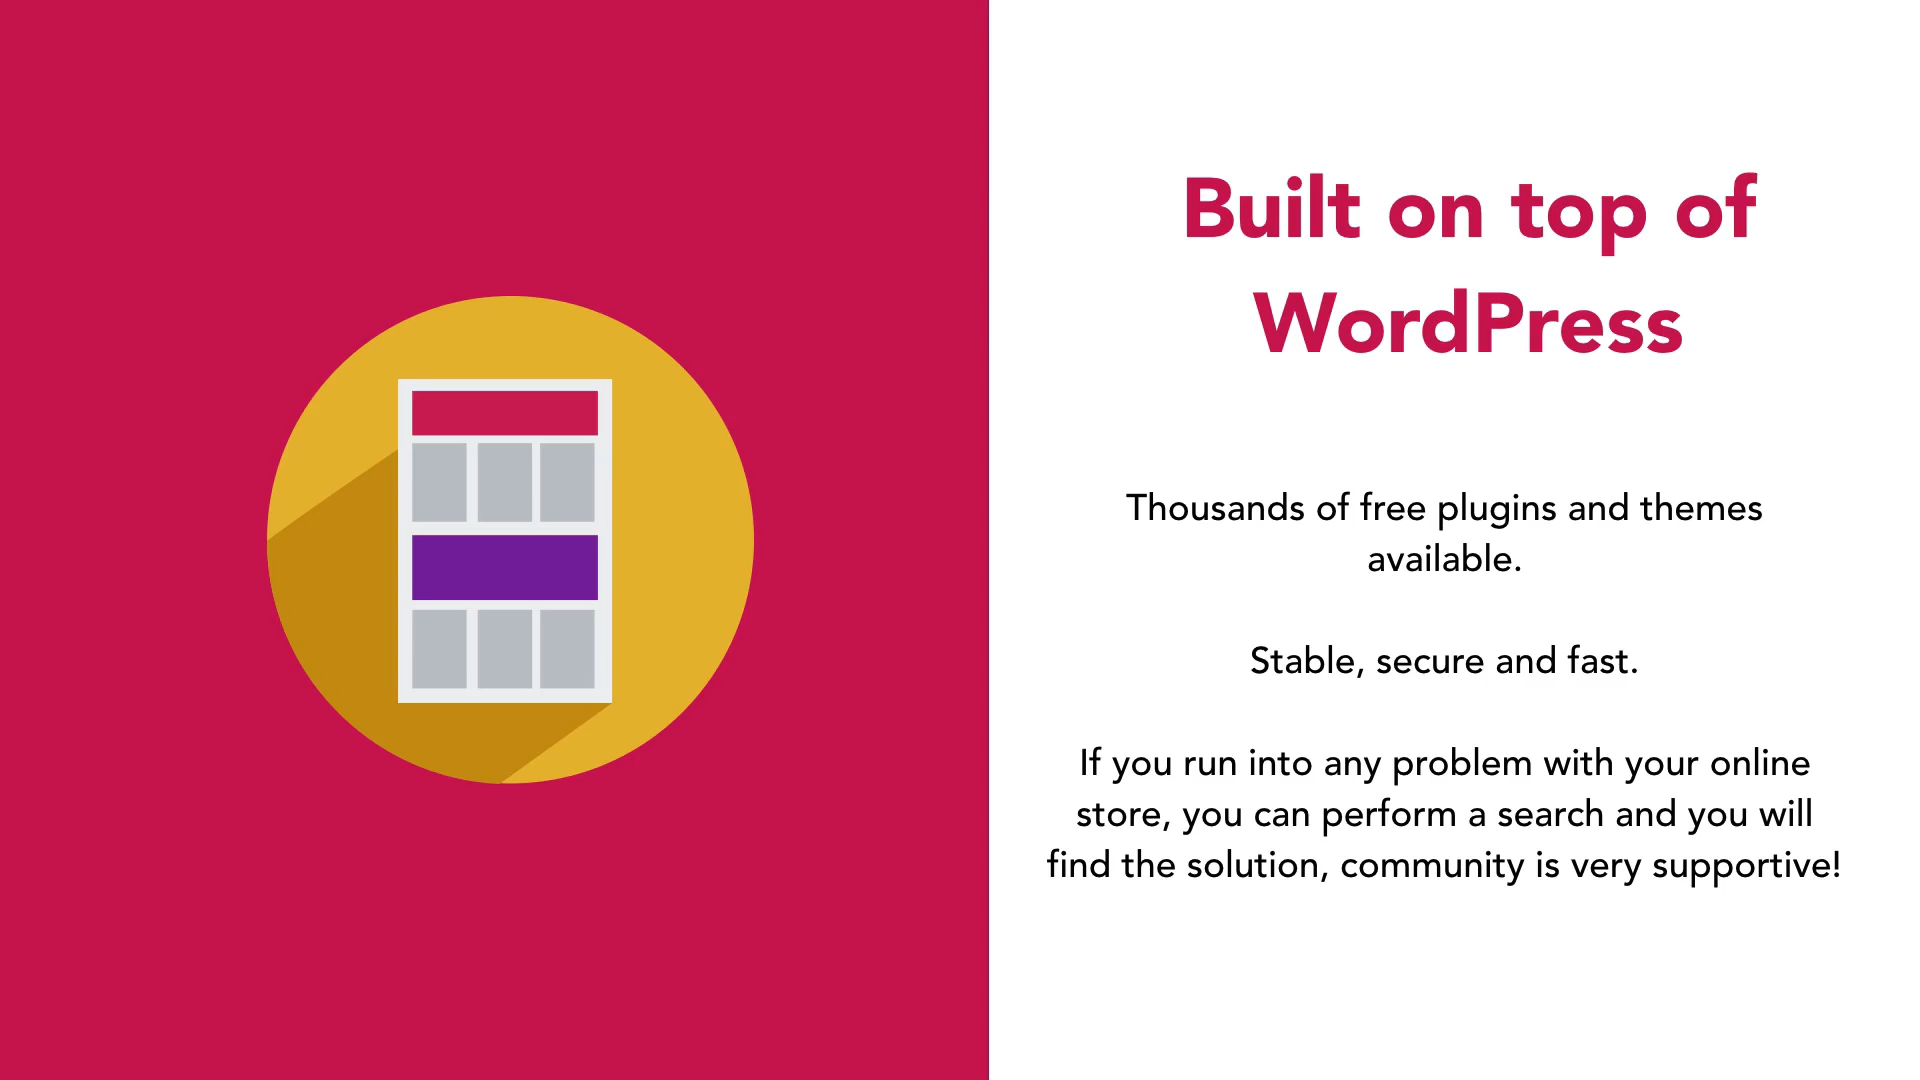 Built on top of
WordPress
Thousands of free plugins and themes
available.
Stable, secure and fast.
If you run into any problem with your online
store, you can perform a search and you will
find the solution, community is very supportive!